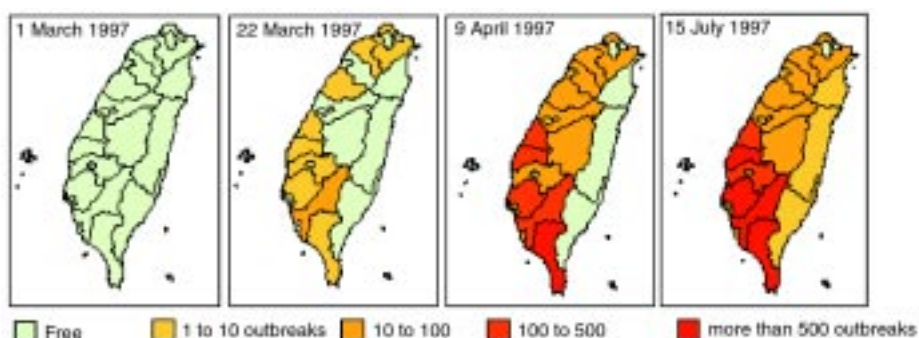 1 March 1997
22 March 1997
9 April 1997
15 July 1997
Free
1 to 10 outbreaks
10 to 100
100 to 500
more than 500 outbreaks